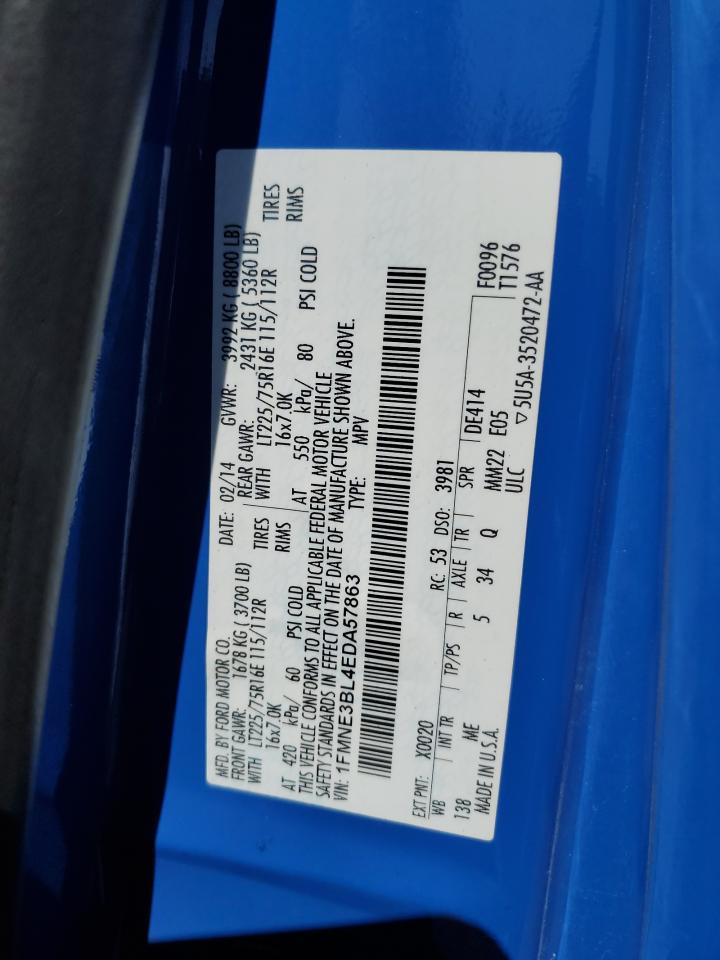 MFD. BY FORD MOTOR CO. DATE: 02/14 GVWR: 3992 KG ( 8800 LB)
FRONT GAWR: 1678 KG ( 3700 LB) REAR GAWR: 2431 KG ( 5360 LB)
WITH LT225/75R16E 115/112R TIRES WITH LT225/75R16E 115/112R TIRES
16x7.0K RIMS 16x7.0K RIMS
AT 420 kPa/ 60 PSI COLD AT 550 kPa/ 80 PSI COLD
THIS VEHICLE CONFORMS TO ALL APPLICABLE FEDERAL MOTOR VEHICLE
SAFETY STANDARDS IN EFFECT ON THE DATE OF MANUFACTURE SHOWN ABOVE.
VIN: 1FMNE3BL4EDA57863 TYPE: MPV
EXT PNT: X0020 RC: 53 DSO: 3981
WB INT TR TP/PS R AXLE TR SPR DE414 F0096
138 ME 5 34 Q MM22 E05 T1576
MADE IN U.S.A. ULC ▽5U5A-3520472-AA